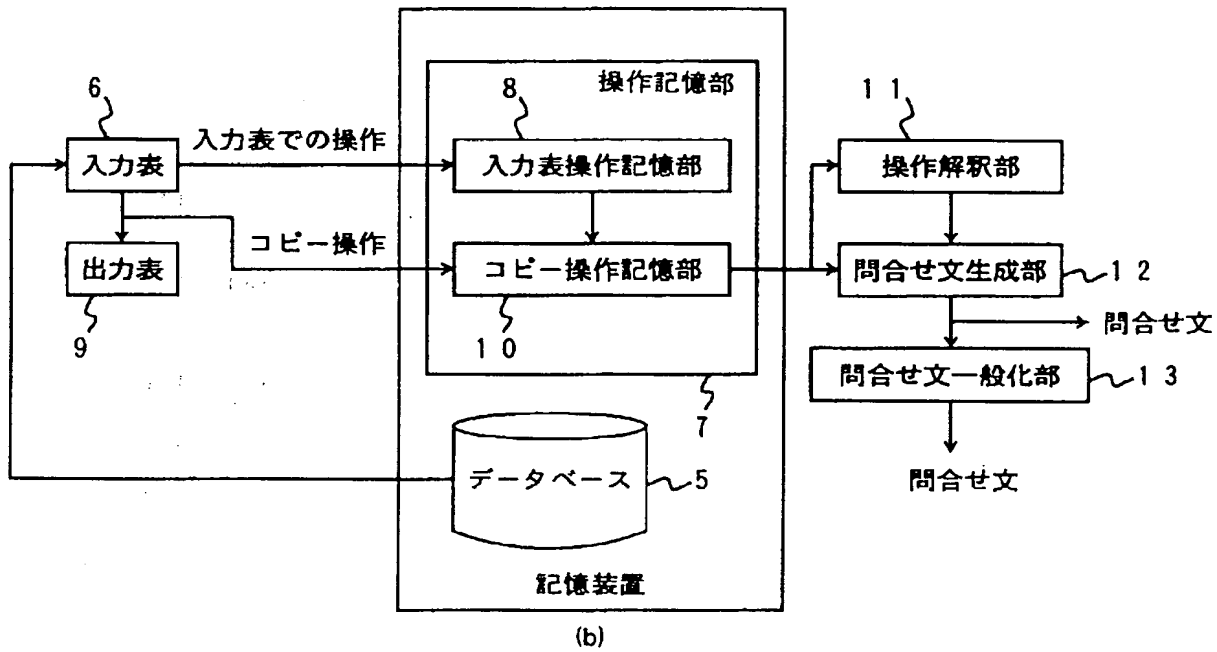 操作記憶部
6
8
11
入力表での操作
入力表
入力表操作記憶部
操作解釈部
コピー操作
出力表
コピー操作記憶部
問合せ文生成部
12
9
10
問合せ文
問合せ文一般化部
13
7
データベース
5
問合せ文
記憶装置
(b)